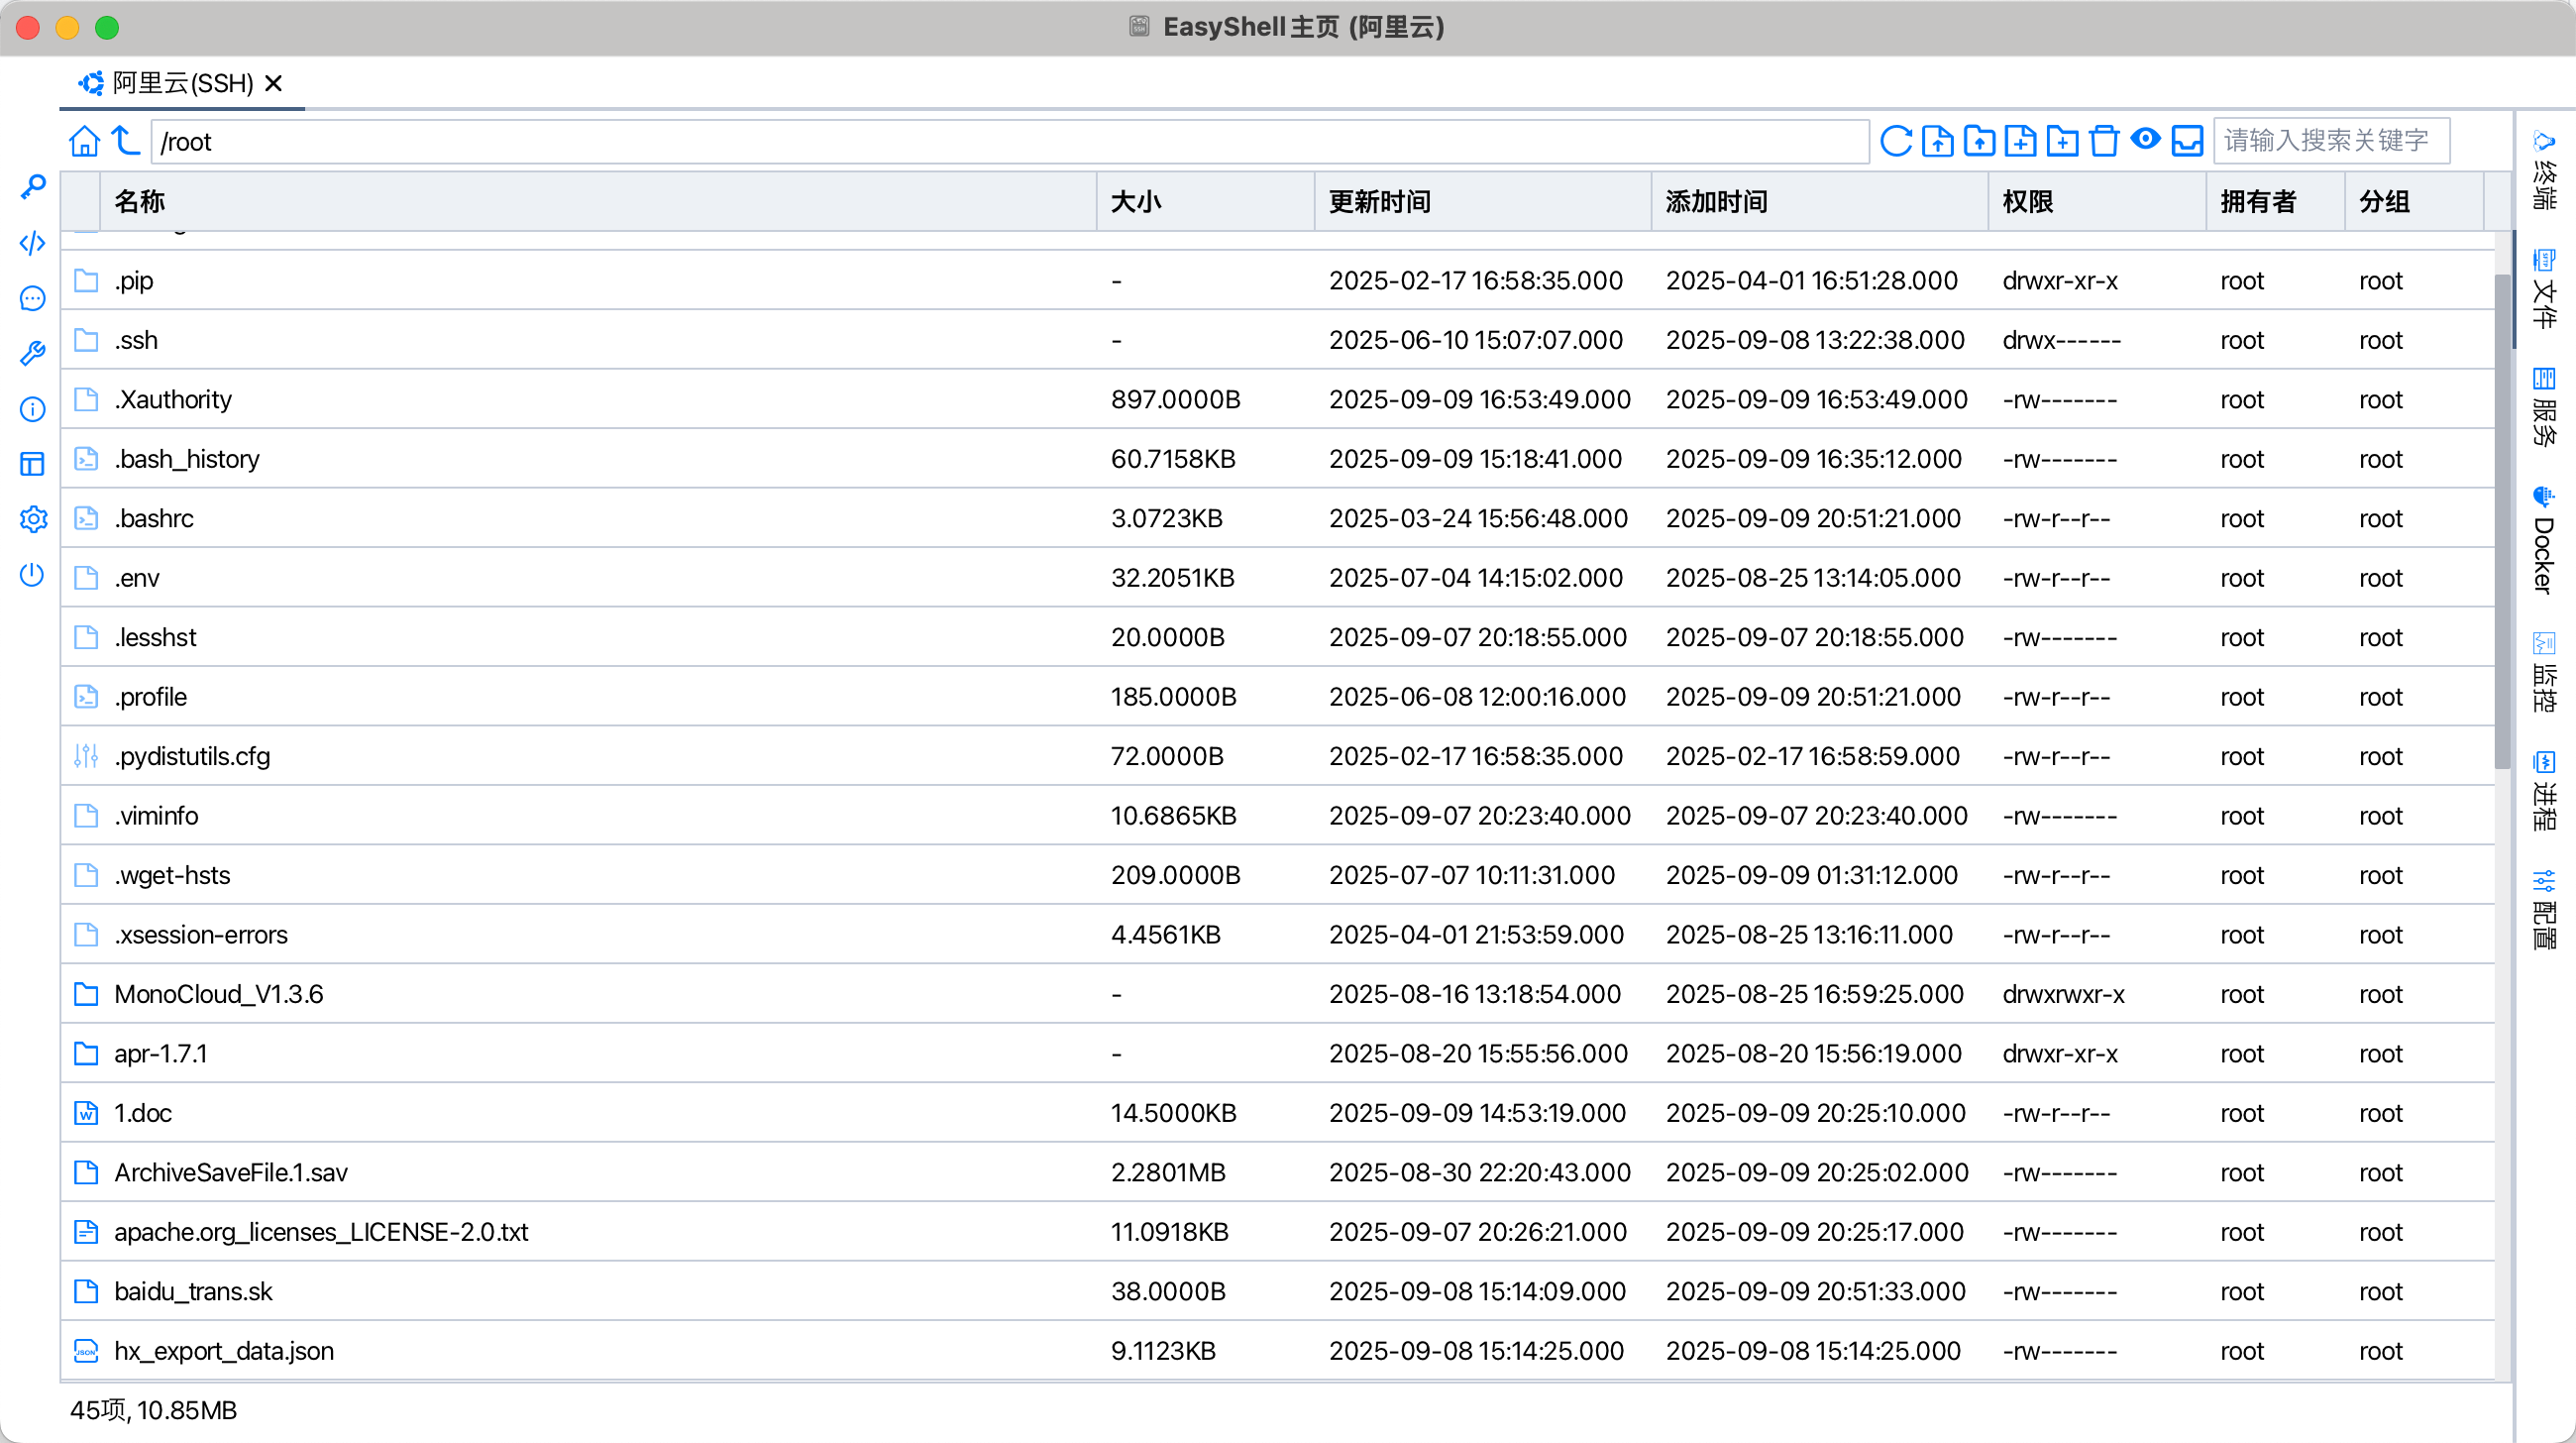 EasyShell主页 (阿里云)
阿里云(SSH)
/root
请输入搜索关键字
名称 大小 更新时间 添加时间 权限 拥有者 分组
.pip - 2025-02-17 16:58:35.000 2025-04-01 16:51:28.000 drwxr-xr-x root root
.ssh - 2025-06-10 15:07:07.000 2025-09-08 13:22:38.000 drwx------ root root
.Xauthority 897.0000B 2025-09-09 16:53:49.000 2025-09-09 16:53:49.000 -rw------- root root
.bash_history 60.7158KB 2025-09-09 15:18:41.000 2025-09-09 16:35:12.000 -rw------- root root
.bashrc 3.0723KB 2025-03-24 15:56:48.000 2025-09-09 20:51:21.000 -rw-r--r-- root root
.env 32.2051KB 2025-07-04 14:15:02.000 2025-08-25 13:14:05.000 -rw-r--r-- root root
.lesshst 20.0000B 2025-09-07 20:18:55.000 2025-09-07 20:18:55.000 -rw------- root root
.profile 185.0000B 2025-06-08 12:00:16.000 2025-09-09 20:51:21.000 -rw-r--r-- root root
.pydistutils.cfg 72.0000B 2025-02-17 16:58:35.000 2025-02-17 16:58:59.000 -rw-r--r-- root root
.viminfo 10.6865KB 2025-09-07 20:23:40.000 2025-09-07 20:23:40.000 -rw------- root root
.wget-hsts 209.0000B 2025-07-07 10:11:31.000 2025-09-09 01:31:12.000 -rw-r--r-- root root
.xsession-errors 4.4561KB 2025-04-01 21:53:59.000 2025-08-25 13:16:11.000 -rw-r--r-- root root
MonoCloud_V1.3.6 - 2025-08-16 13:18:54.000 2025-08-25 16:59:25.000 drwxrwxr-x root root
apr-1.7.1 - 2025-08-20 15:55:56.000 2025-08-20 15:56:19.000 drwxr-xr-x root root
1.doc 14.5000KB 2025-09-09 14:53:19.000 2025-09-09 20:25:10.000 -rw-r--r-- root root
ArchiveSaveFile.1.sav 2.2801MB 2025-08-30 22:20:43.000 2025-09-09 20:25:02.000 -rw------- root root
apache.org_licenses_LICENSE-2.0.txt 11.0918KB 2025-09-07 20:26:21.000 2025-09-09 20:25:17.000 -rw------- root root
baidu_trans.sk 38.0000B 2025-09-08 15:14:09.000 2025-09-09 20:51:33.000 -rw------- root root
hx_export_data.json 9.1123KB 2025-09-08 15:14:25.000 2025-09-08 15:14:25.000 -rw------- root root
45项, 10.85MB
终端
文件
服务
Docker
监控
进程
配置